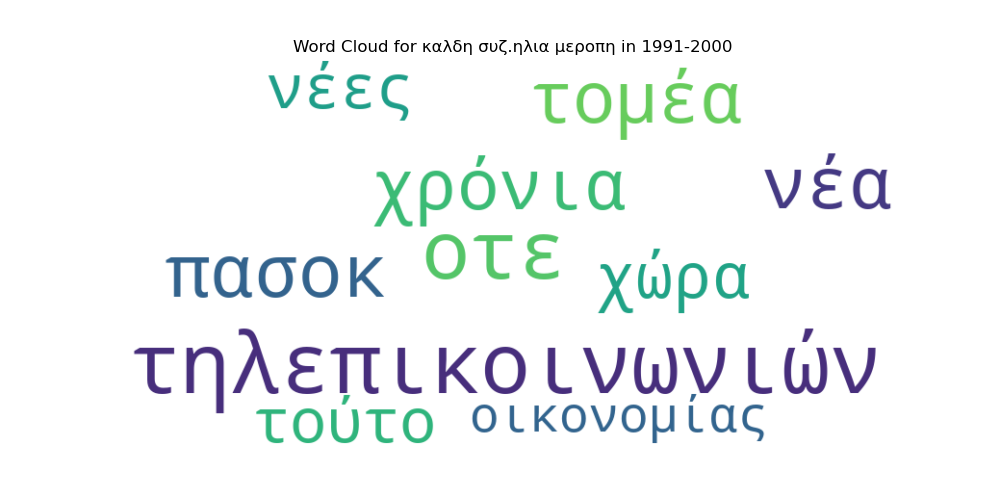 Word Cloud for καλδη συζ.ηλια μεροπη in 1991-2000
νέες
τομέα
χρόνια
νέα
οτε
πασοκ
χώρα
τηλεπικοινωνιών
τούτο
οικονομίας